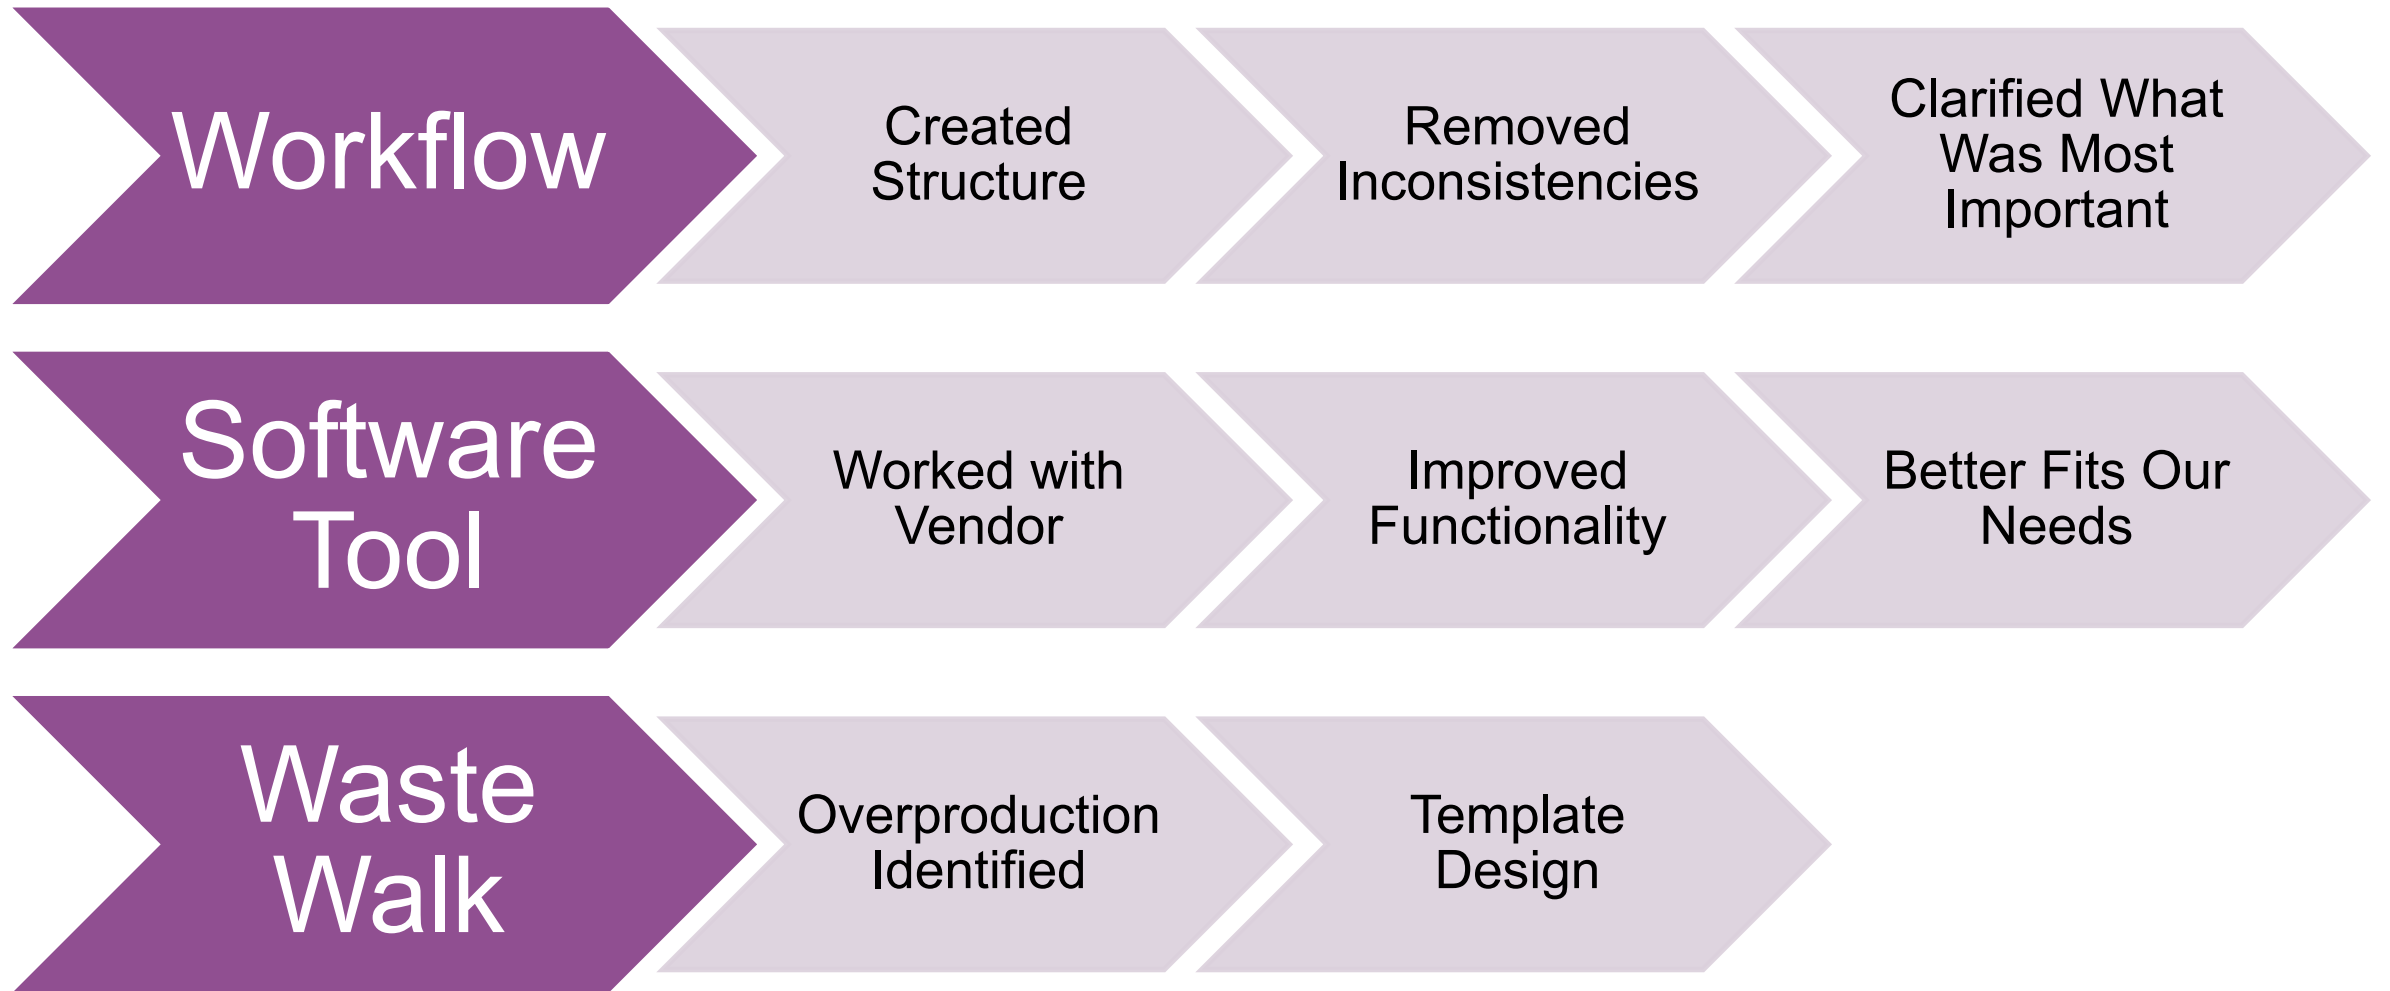 Workflow
Created
Structure
Removed
Inconsistencies
Clarified What
Was Most
Important
Software
Tool
Worked with
Vendor
Improved
Functionality
Better Fits Our
Needs
Waste
Walk
Overproduction
Identified
Template
Design